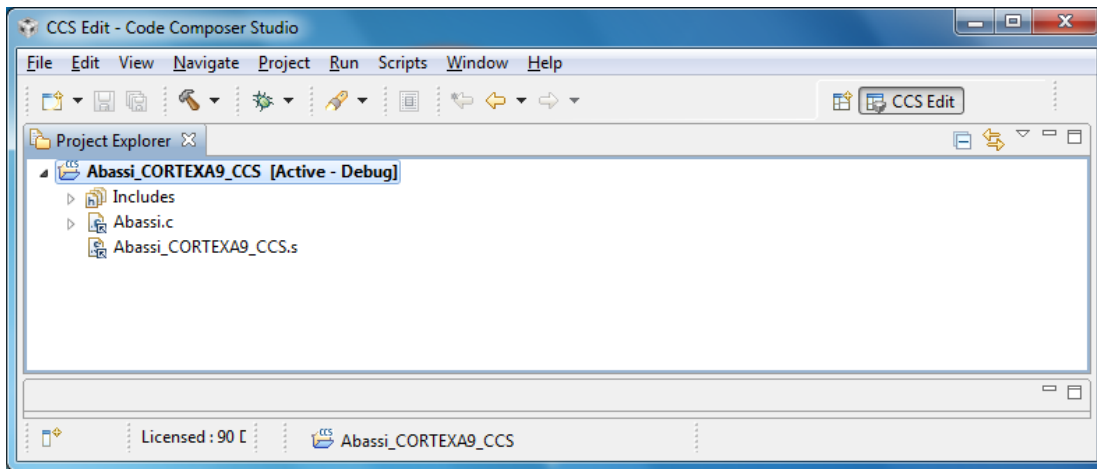 CCS Edit - Code Composer Studio
File Edit View Navigate Project Run Scripts Window Help
CCS Edit
Project Explorer
Abassi_CORTEXA9_CCS [Active - Debug]
Includes
Abassi.c
Abassi_CORTEXA9_CCS.s
Licensed : 90 D Abassi_CORTEXA9_CCS